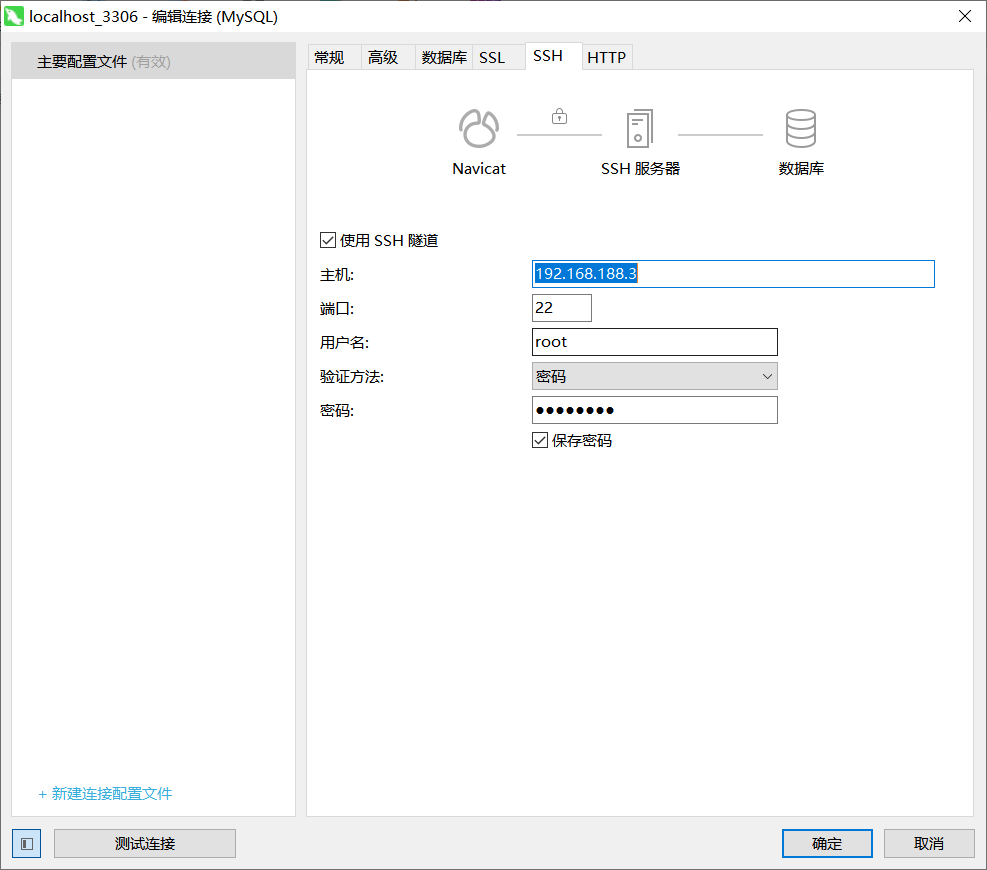 localhost_3306 - 编辑连接 (MySQL)
主要配置文件 (有效)
常规 高级 数据库 SSL SSH HTTP
Navicat SSH 服务器 数据库
使用 SSH 隧道
主机: 192.168.188.3
端口: 22
用户名: root
验证方法: 密码
密码: ●●●●●●●●
保存密码
+ 新建连接配置文件
测试连接 确定 取消